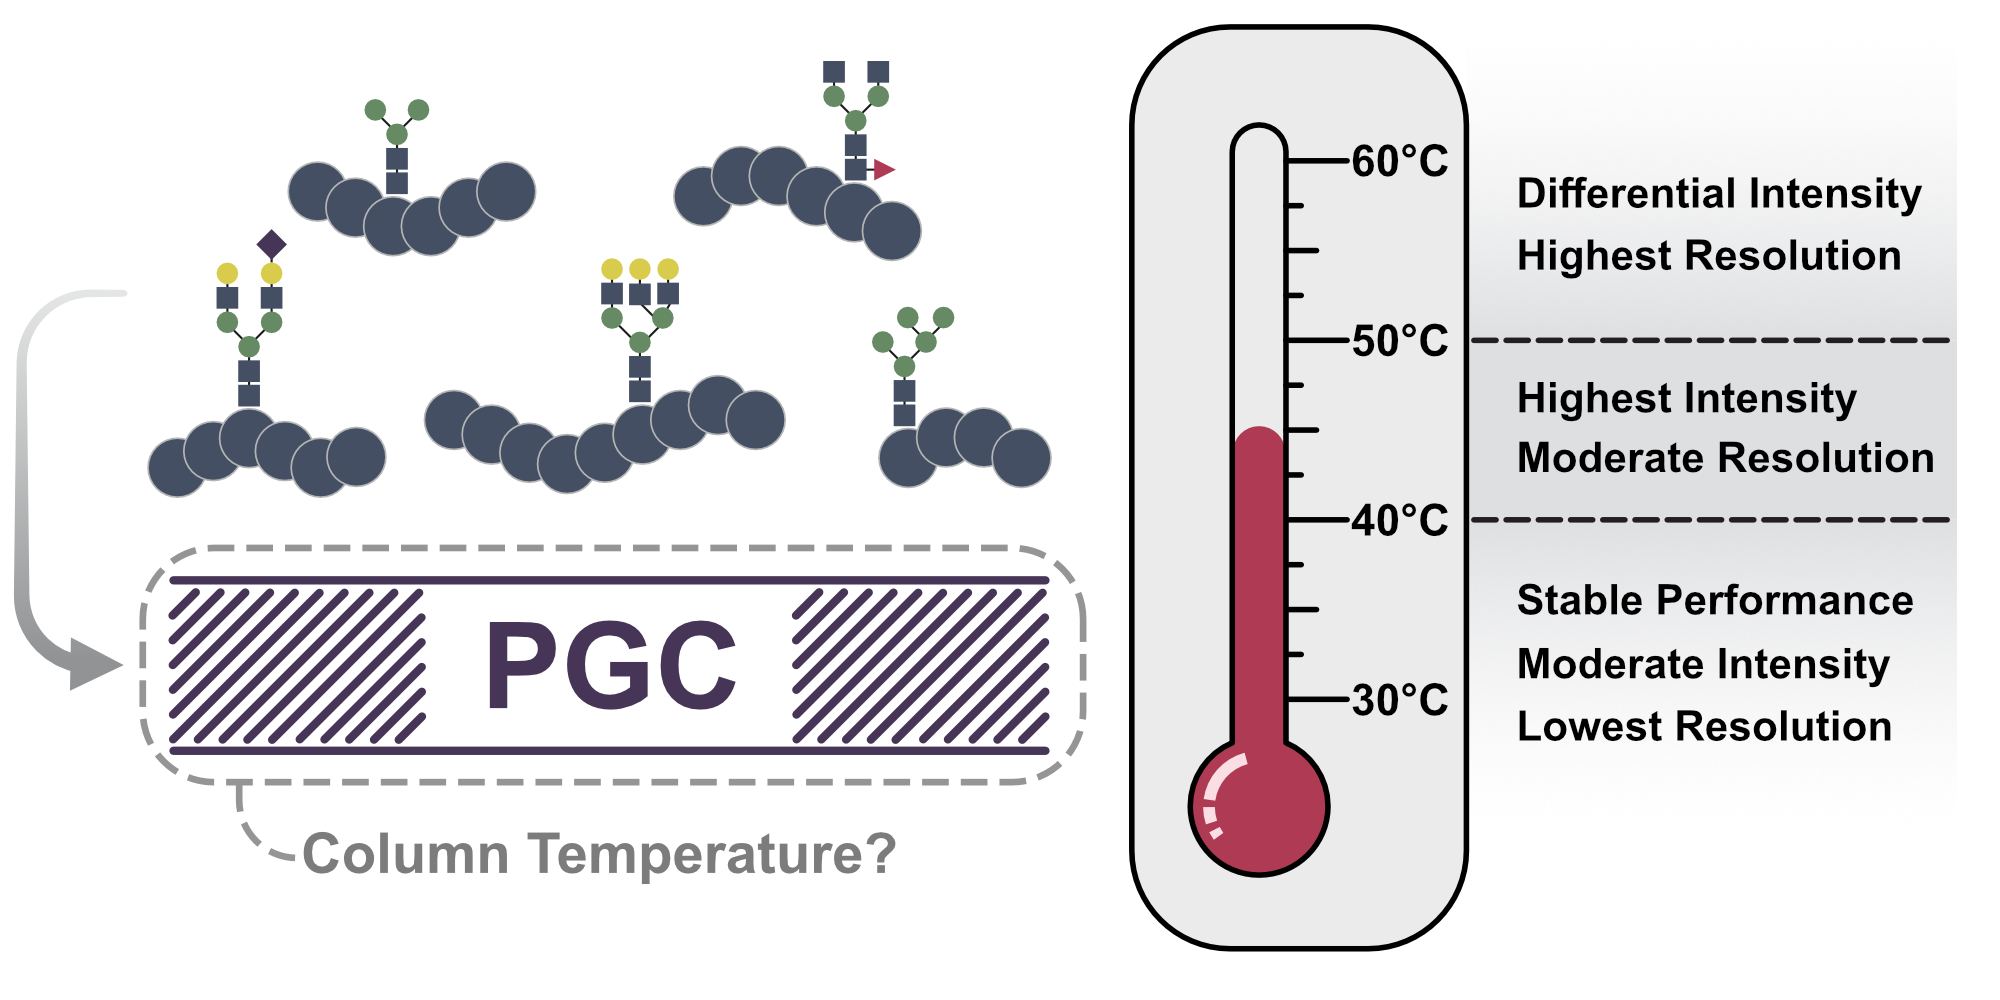 PGC
Column Temperature?
60°C
50°C
40°C
30°C
Differential Intensity
Highest Resolution
Highest Intensity
Moderate Resolution
Stable Performance
Moderate Intensity
Lowest Resolution